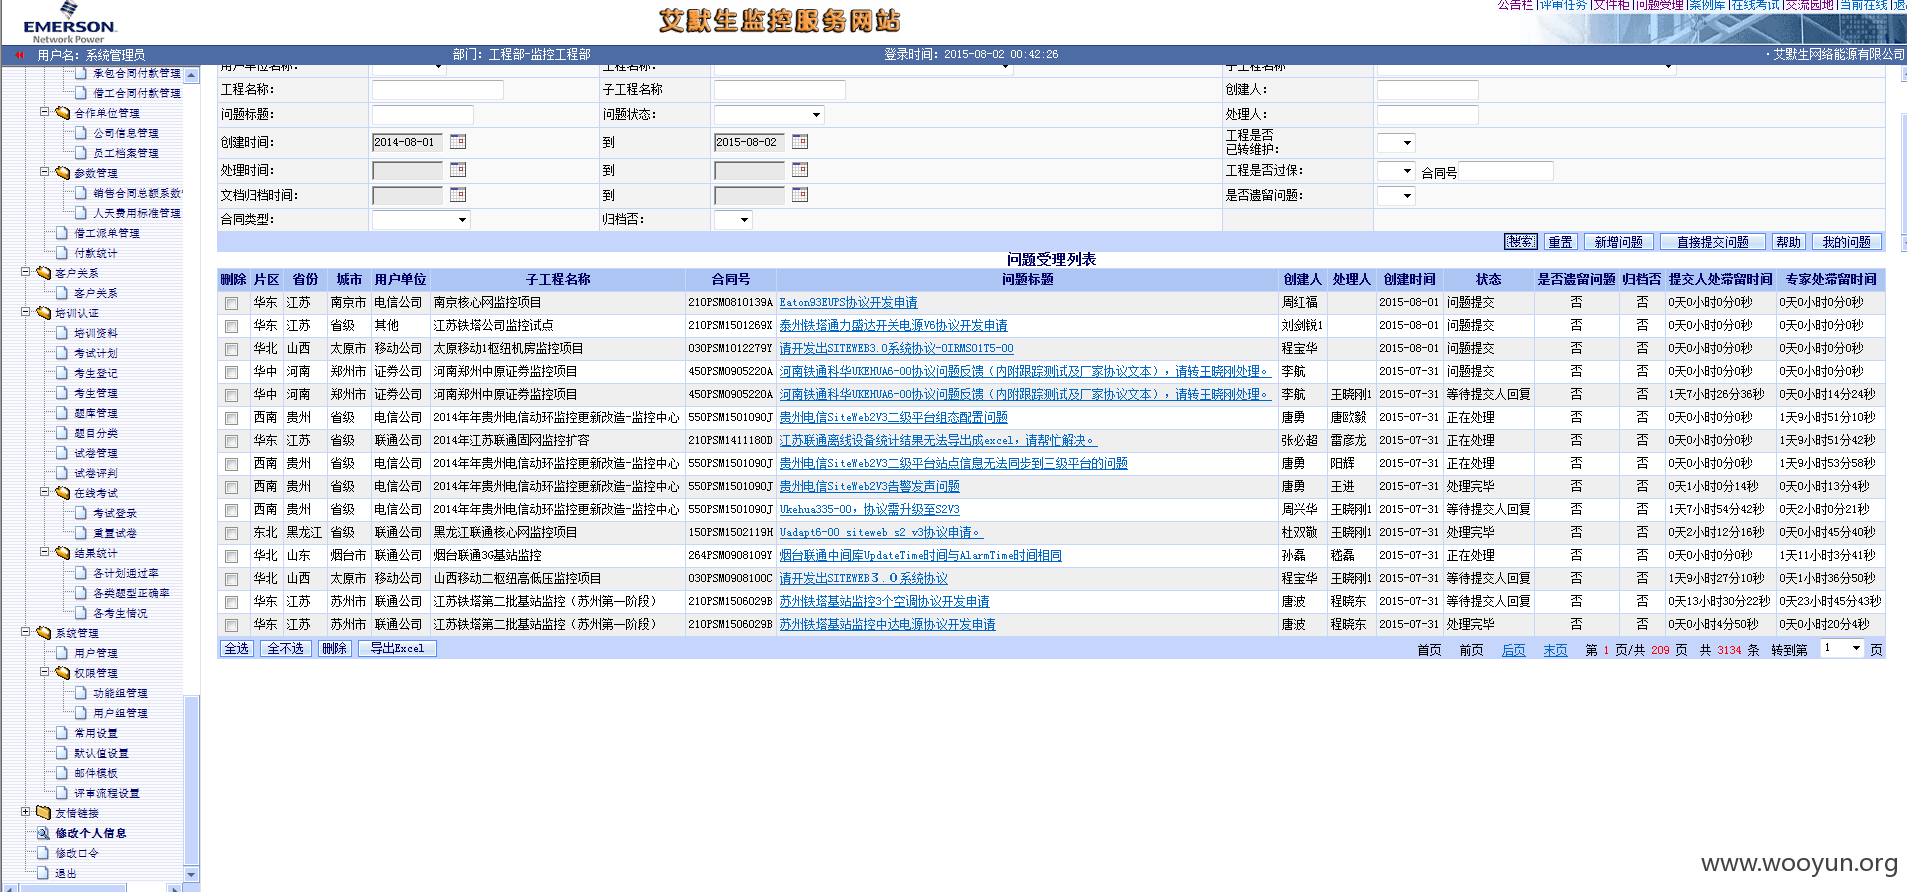 EMERSON
Network Power
艾默生监控服务网站
公告栏|评审任务|文件柜|问题受理|案例库|在线考试|交流园地|当前在线|退
用户名：系统管理员 部门：工程部-监控工程部 登录时间：2015-08-02 00:42:26 ·艾默生网络能源有限公司
承包合同付款管理
借工合同付款管理
合作单位管理
公司信息管理
员工档案管理
参数管理
销售合同总额系数
人天费用标准管理
借工派单管理
付款统计
客户关系
客户关系
培训认证
培训资料
考试计划
考生登记
考生管理
题库管理
题目分类
试卷管理
试卷评判
在线考试
考试登录
重置试卷
结果统计
各计划通过率
各类题型正确率
各考生情况
系统管理
用户管理
权限管理
功能组管理
用户组管理
常用设置
默认值设置
邮件模板
评审流程设置
友情链接
修改个人信息
修改口令
退出
用户单位名称： 工程名称： 子工程名称
工程名称： 子工程名称 创建人：
问题标题： 问题状态： 处理人：
创建时间： 2014-08-01 到 2015-08-02 工程是否已转维护：
处理时间： 到 工程是否过保： 合同号
文档归档时间： 到 是否遗留问题：
合同类型： 归档否：
搜索 重置 新增问题 直接提交问题 帮助 我的问题
问题受理列表
删除 片区 省份 城市 用户单位 子工程名称 合同号 问题标题 创建人 处理人 创建时间 状态 是否遗留问题 归档否 提交人处滞留时间 专家处滞留时间
华东 江苏 南京市 电信公司 南京核心网监控项目 210PSM0810139A Eaton93EUPS协议开发申请 周红福 2015-08-01 问题提交 否 否 0天0小时0分0秒 0天0小时0分0秒
华东 江苏 省级 其他 江苏铁塔公司监控试点 210PSM1501269X 泰州铁塔通力盛达开关电源V6协议开发申请 刘剑锐1 2015-08-01 问题提交 否 否 0天0小时0分0秒 0天0小时0分0秒
华北 山西 太原市 移动公司 太原移动1枢纽机房监控项目 030PSM1012279Y 请开发出SITEWEB3.0系统协议-OIRMS01T5-00 程宝华 2015-08-01 问题提交 否 否 0天0小时0分0秒 0天0小时0分0秒
华中 河南 郑州市 证券公司 河南郑州中原证券监控项目 450PSM0905220A 河南铁通科华UKEHUA6-00协议问题反馈（内附跟踪测试及厂家协议文本），请转王晓刚处理。 李航 2015-07-31 问题提交 否 否 0天0小时0分0秒 0天0小时0分0秒
华中 河南 郑州市 证券公司 河南郑州中原证券监控项目 450PSM0905220A 河南铁通科华UKEHUA6-00协议问题反馈（内附跟踪测试及厂家协议文本），请转王晓刚处理。 李航 王晓刚1 2015-07-31 等待提交人回复 否 否 1天7小时26分36秒 0天0小时14分24秒
西南 贵州 省级 电信公司 2014年年贵州电信动环监控更新改造-监控中心 550PSM1501090J 贵州电信SiteWeb2V3二级平台组态配置问题 唐勇 唐欧毅 2015-07-31 正在处理 否 否 0天0小时0分0秒 1天9小时51分10秒
华东 江苏 省级 联通公司 2014年江苏联通固网监控扩容 210PSM1411180D 江苏联通离线设备统计结果无法导出成excel，请帮忙解决。 张必超 雷彦龙 2015-07-31 正在处理 否 否 0天0小时0分0秒 1天9小时51分42秒
西南 贵州 省级 电信公司 2014年年贵州电信动环监控更新改造-监控中心 550PSM1501090J 贵州电信SiteWeb2V3二级平台站点信息无法同步到三级平台的问题 唐勇 阳辉 2015-07-31 正在处理 否 否 0天0小时0分0秒 1天9小时53分58秒
西南 贵州 省级 电信公司 2014年年贵州电信动环监控更新改造-监控中心 550PSM1501090J 贵州电信SiteWeb2V3告警发声问题 唐勇 王进 2015-07-31 处理完毕 否 否 0天1小时0分14秒 0天0小时13分4秒
西南 贵州 省级 电信公司 2014年年贵州电信动环监控更新改造-监控中心 550PSM1501090J Ukehua335-00，协议需升级至S2V3 周兴华 王晓刚1 2015-07-31 等待提交人回复 否 否 1天7小时54分42秒 0天2小时0分21秒
东北 黑龙江 省级 联通公司 黑龙江联通核心网监控项目 150PSM1502119H Uadapt6-00 siteweb s2 v3协议申请。 杜双敬 王晓刚1 2015-07-31 处理完毕 否 否 0天2小时12分16秒 0天0小时45分40秒
华北 山东 烟台市 联通公司 烟台联通3G基站监控 264PSM0908109Y 烟台联通中间库UpdateTime时间与AlarmTime时间相同 孙磊 嵇磊 2015-07-31 正在处理 否 否 0天0小时0分0秒 1天11小时3分41秒
华北 山西 太原市 移动公司 山西移动二枢纽高低压监控项目 030PSM0908100C 请开发出SITEWEB３.０系统协议 程宝华 王晓刚1 2015-07-31 等待提交人回复 否 否 1天9小时27分10秒 0天1小时36分50秒
华东 江苏 苏州市 联通公司 江苏铁塔第二批基站监控（苏州第一阶段） 210PSM1506029B 苏州铁塔基站监控3个空调协议开发申请 唐波 程晓东 2015-07-31 等待提交人回复 否 否 0天13小时30分22秒 0天23小时45分43秒
华东 江苏 苏州市 联通公司 江苏铁塔第二批基站监控（苏州第一阶段） 210PSM1506029B 苏州铁塔基站监控中达电源协议开发申请 唐波 程晓东 2015-07-31 处理完毕 否 否 0天0小时4分50秒 0天0小时20分4秒
全选 全不选 删除 导出Excel 首页 前页 后页 末页 第 1 页/共 209 页 共 3134 条 转到第 1 页
www.wooyun.org